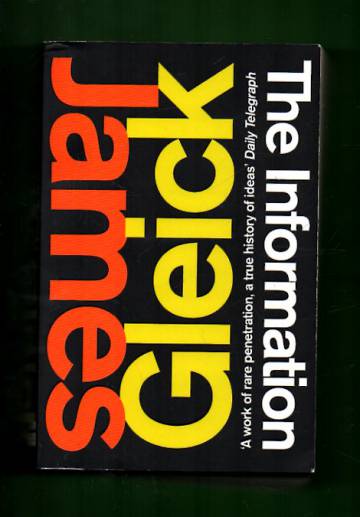 James
Gleick
'A work of rare penetration, a true history of ideas' Daily Telegraph
The Information